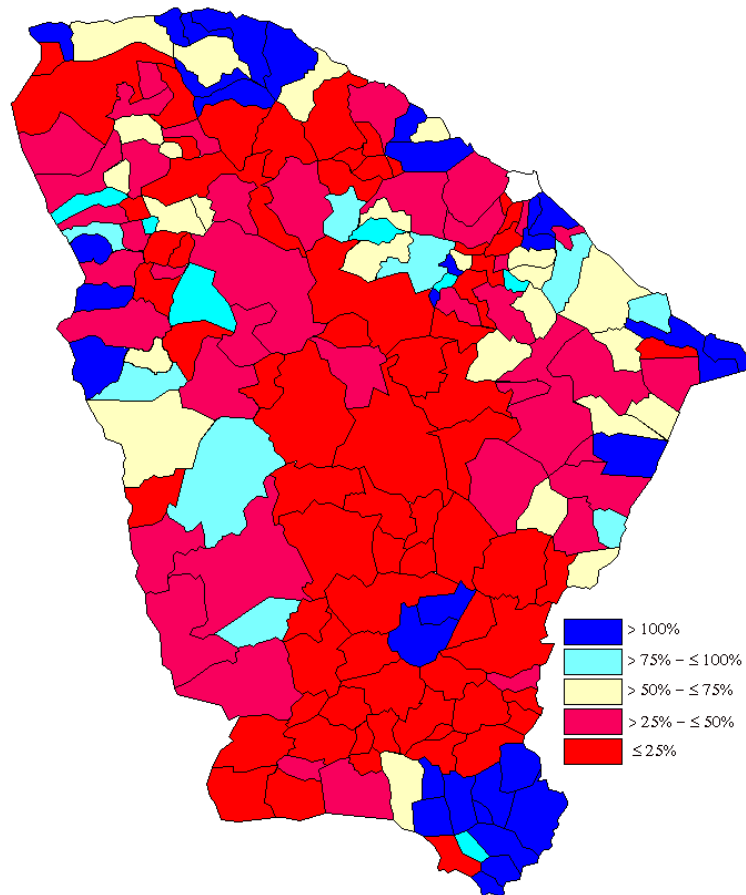 > 100%
> 75% – ≤ 100%
> 50% – ≤ 75%
> 25% – ≤ 50%
≤ 25%